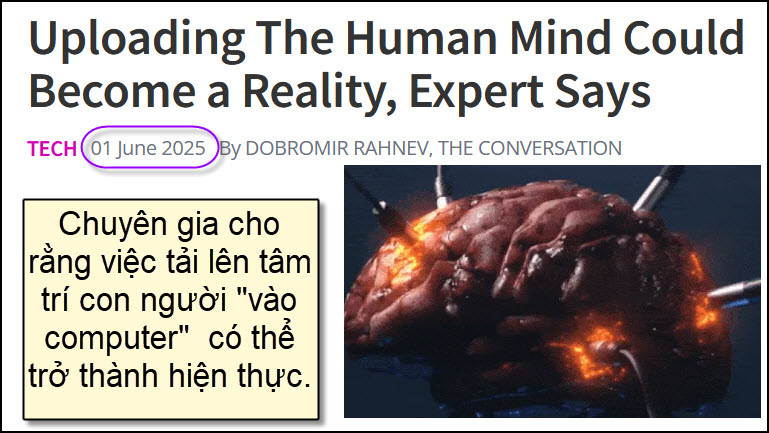 Uploading The Human Mind Could
Become a Reality, Expert Says
TECH 01 June 2025 By DOBROMIR RAHNEV, THE CONVERSATION
Chuyên gia cho
rằng việc tải lên tâm
trí con người "vào
computer" có thể
trở thành hiện thực.